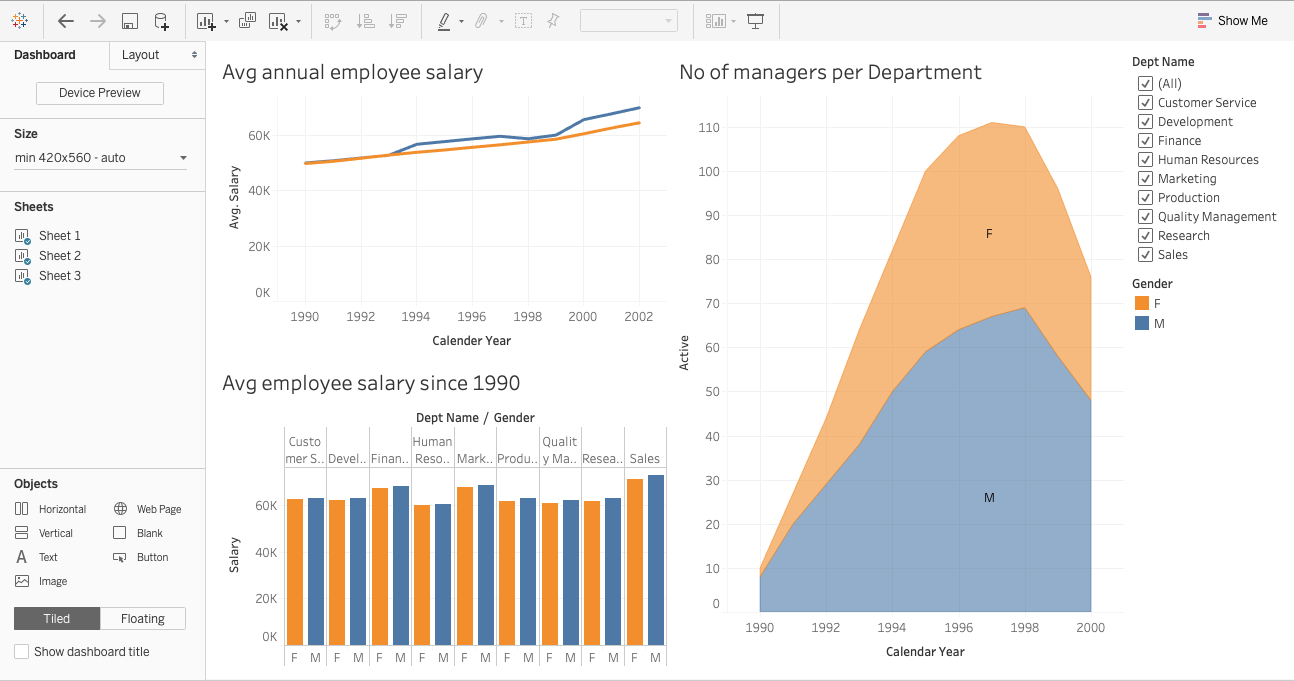 Show Me
Dashboard
Layout
Device Preview
Size
min 420x560 - auto
Sheets
Sheet 1
Sheet 2
Sheet 3
Objects
Horizontal
Web Page
Vertical
Blank
Text
Button
Image
Tiled
Floating
Show dashboard title
Avg annual employee salary
60K
40K
20K
0K
Avg. Salary
1990 1992 1994 1996 1998 2000 2002
Calender Year
Avg employee salary since 1990
Dept Name / Gender
Custo
mer S..
Devel..
Finan..
Human
Reso..
Mark..
Produ..
Qualit
y Ma..
Resea..
Sales
60K
40K
20K
0K
Salary
F M F M F M F M F M F M F M F M F M
No of managers per Department
110
100
90
80
70
60
50
40
30
20
10
0
Active
F
M
1990 1992 1994 1996 1998 2000
Calendar Year
Dept Name
(All)
Customer Service
Development
Finance
Human Resources
Marketing
Production
Quality Management
Research
Sales
Gender
F
M